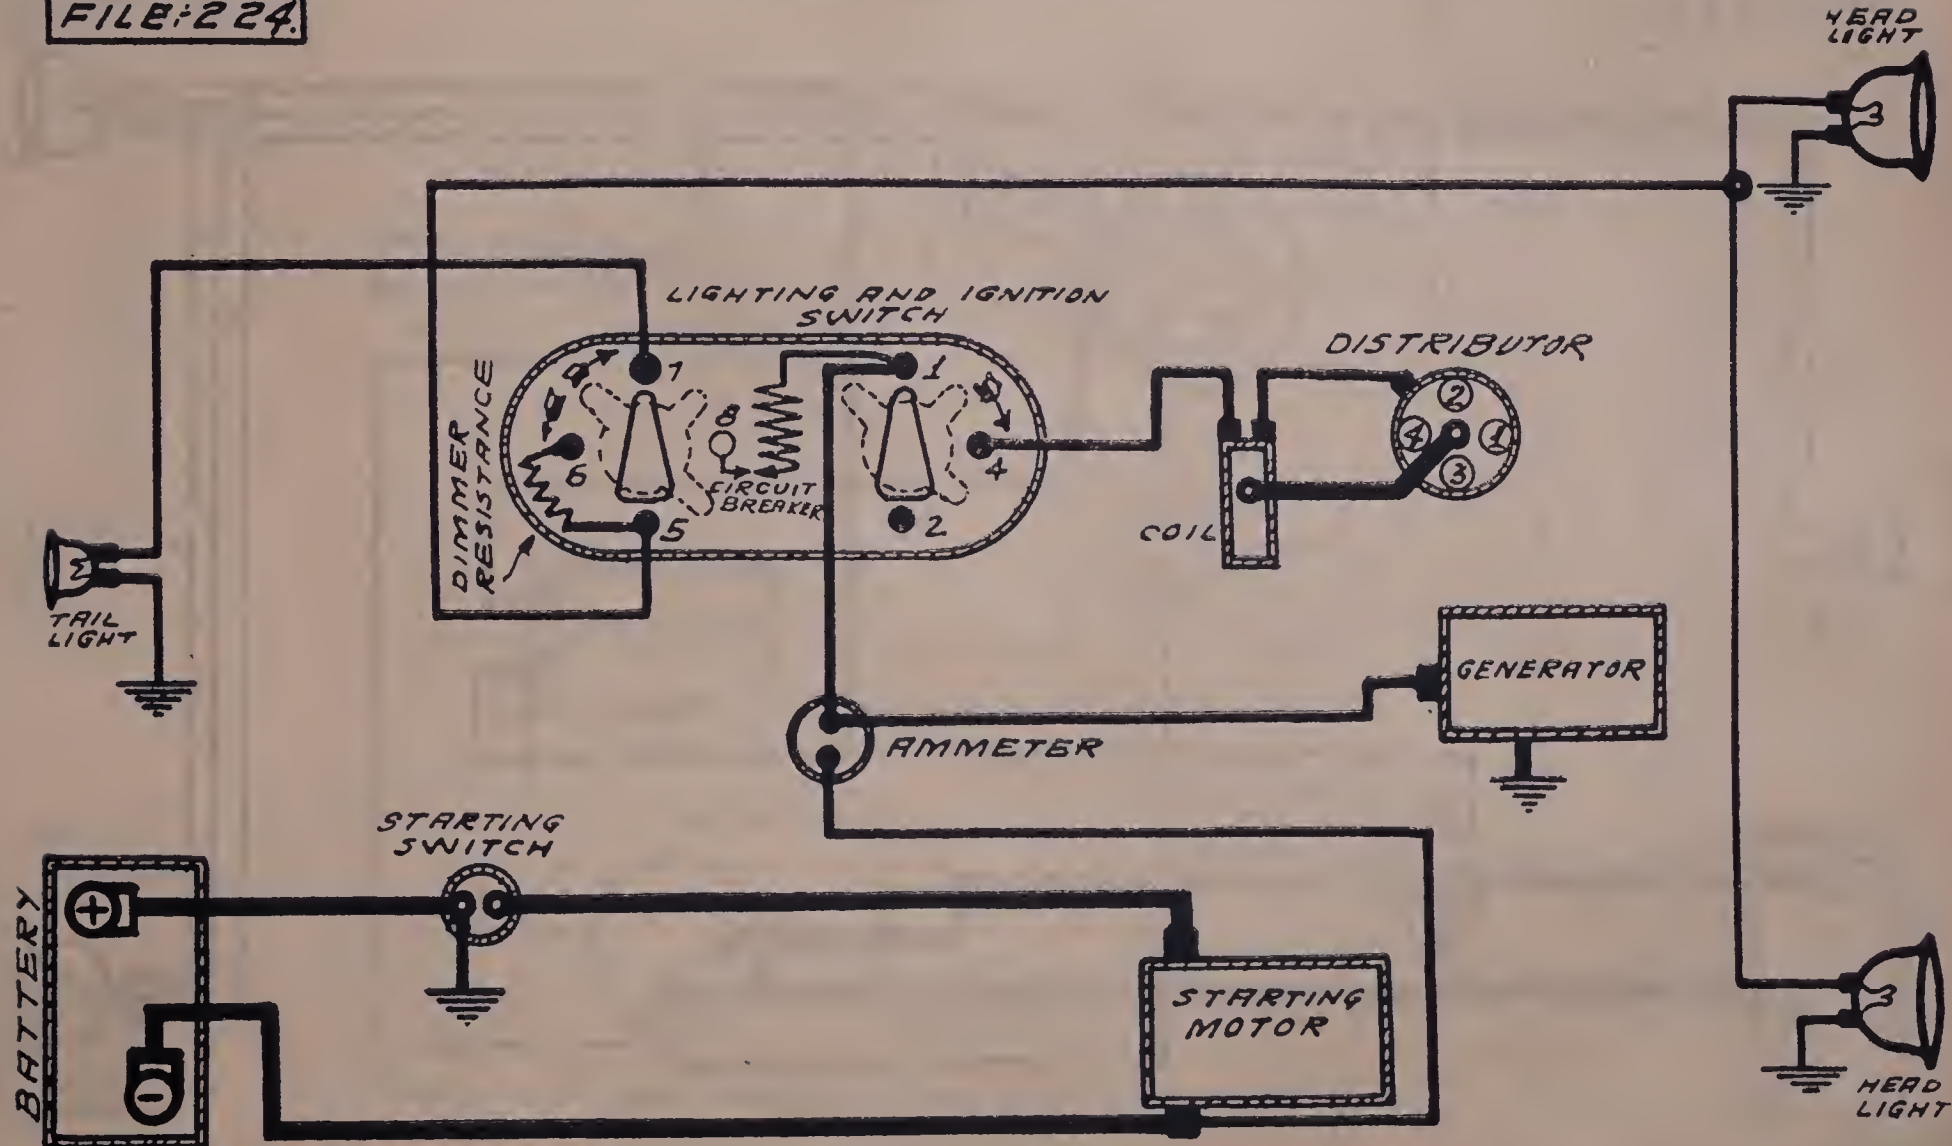 FILE:-224.
HEAD
LIGHT
LIGHTING AND IGNITION
SWITCH
DISTRIBUTOR
DIMMER
RESISTANCE
7
8
6
5
CIRCUIT
BREAKER
1
4
2
2
4
1
3
COIL
TAIL
LIGHT
GENERATOR
AMMETER
STARTING
SWITCH
BATTERY
+
-
STARTING
MOTOR
HEAD
LIGHT